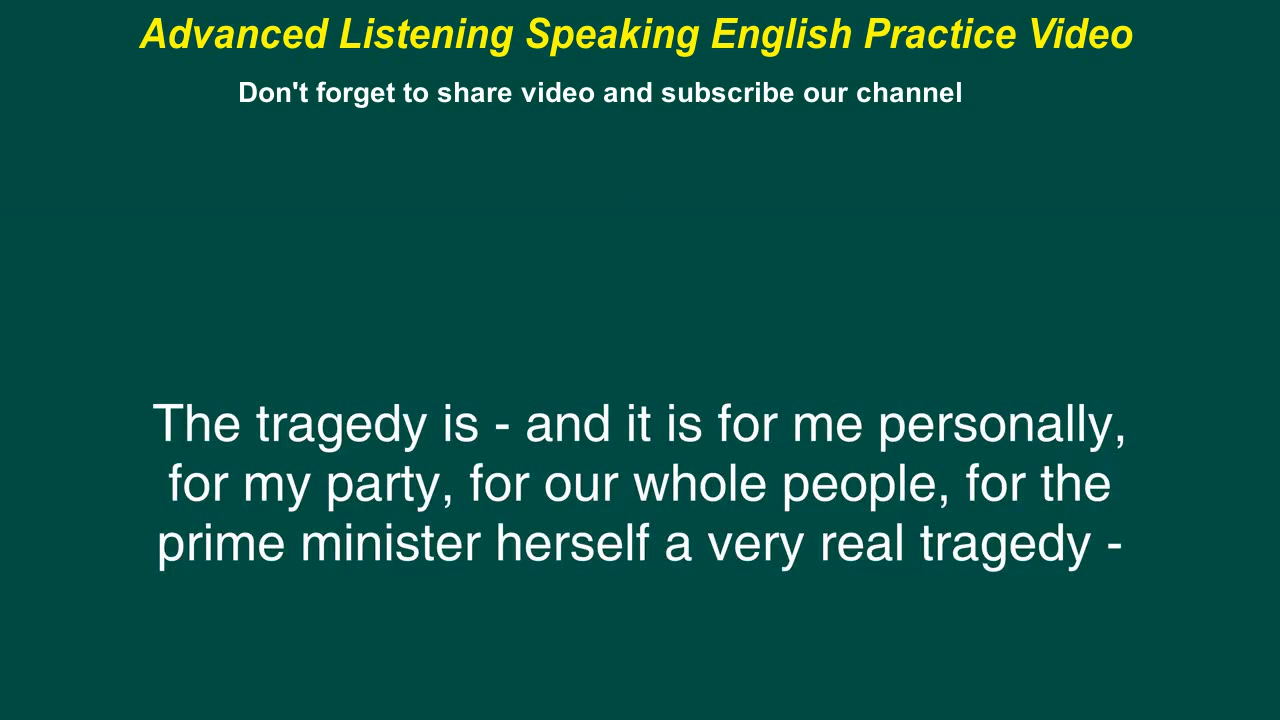 Advanced Listening Speaking English Practice Video
Don't forget to share video and subscribe our channel
The tragedy is - and it is for me personally,
for my party, for our whole people, for the
prime minister herself a very real tragedy -